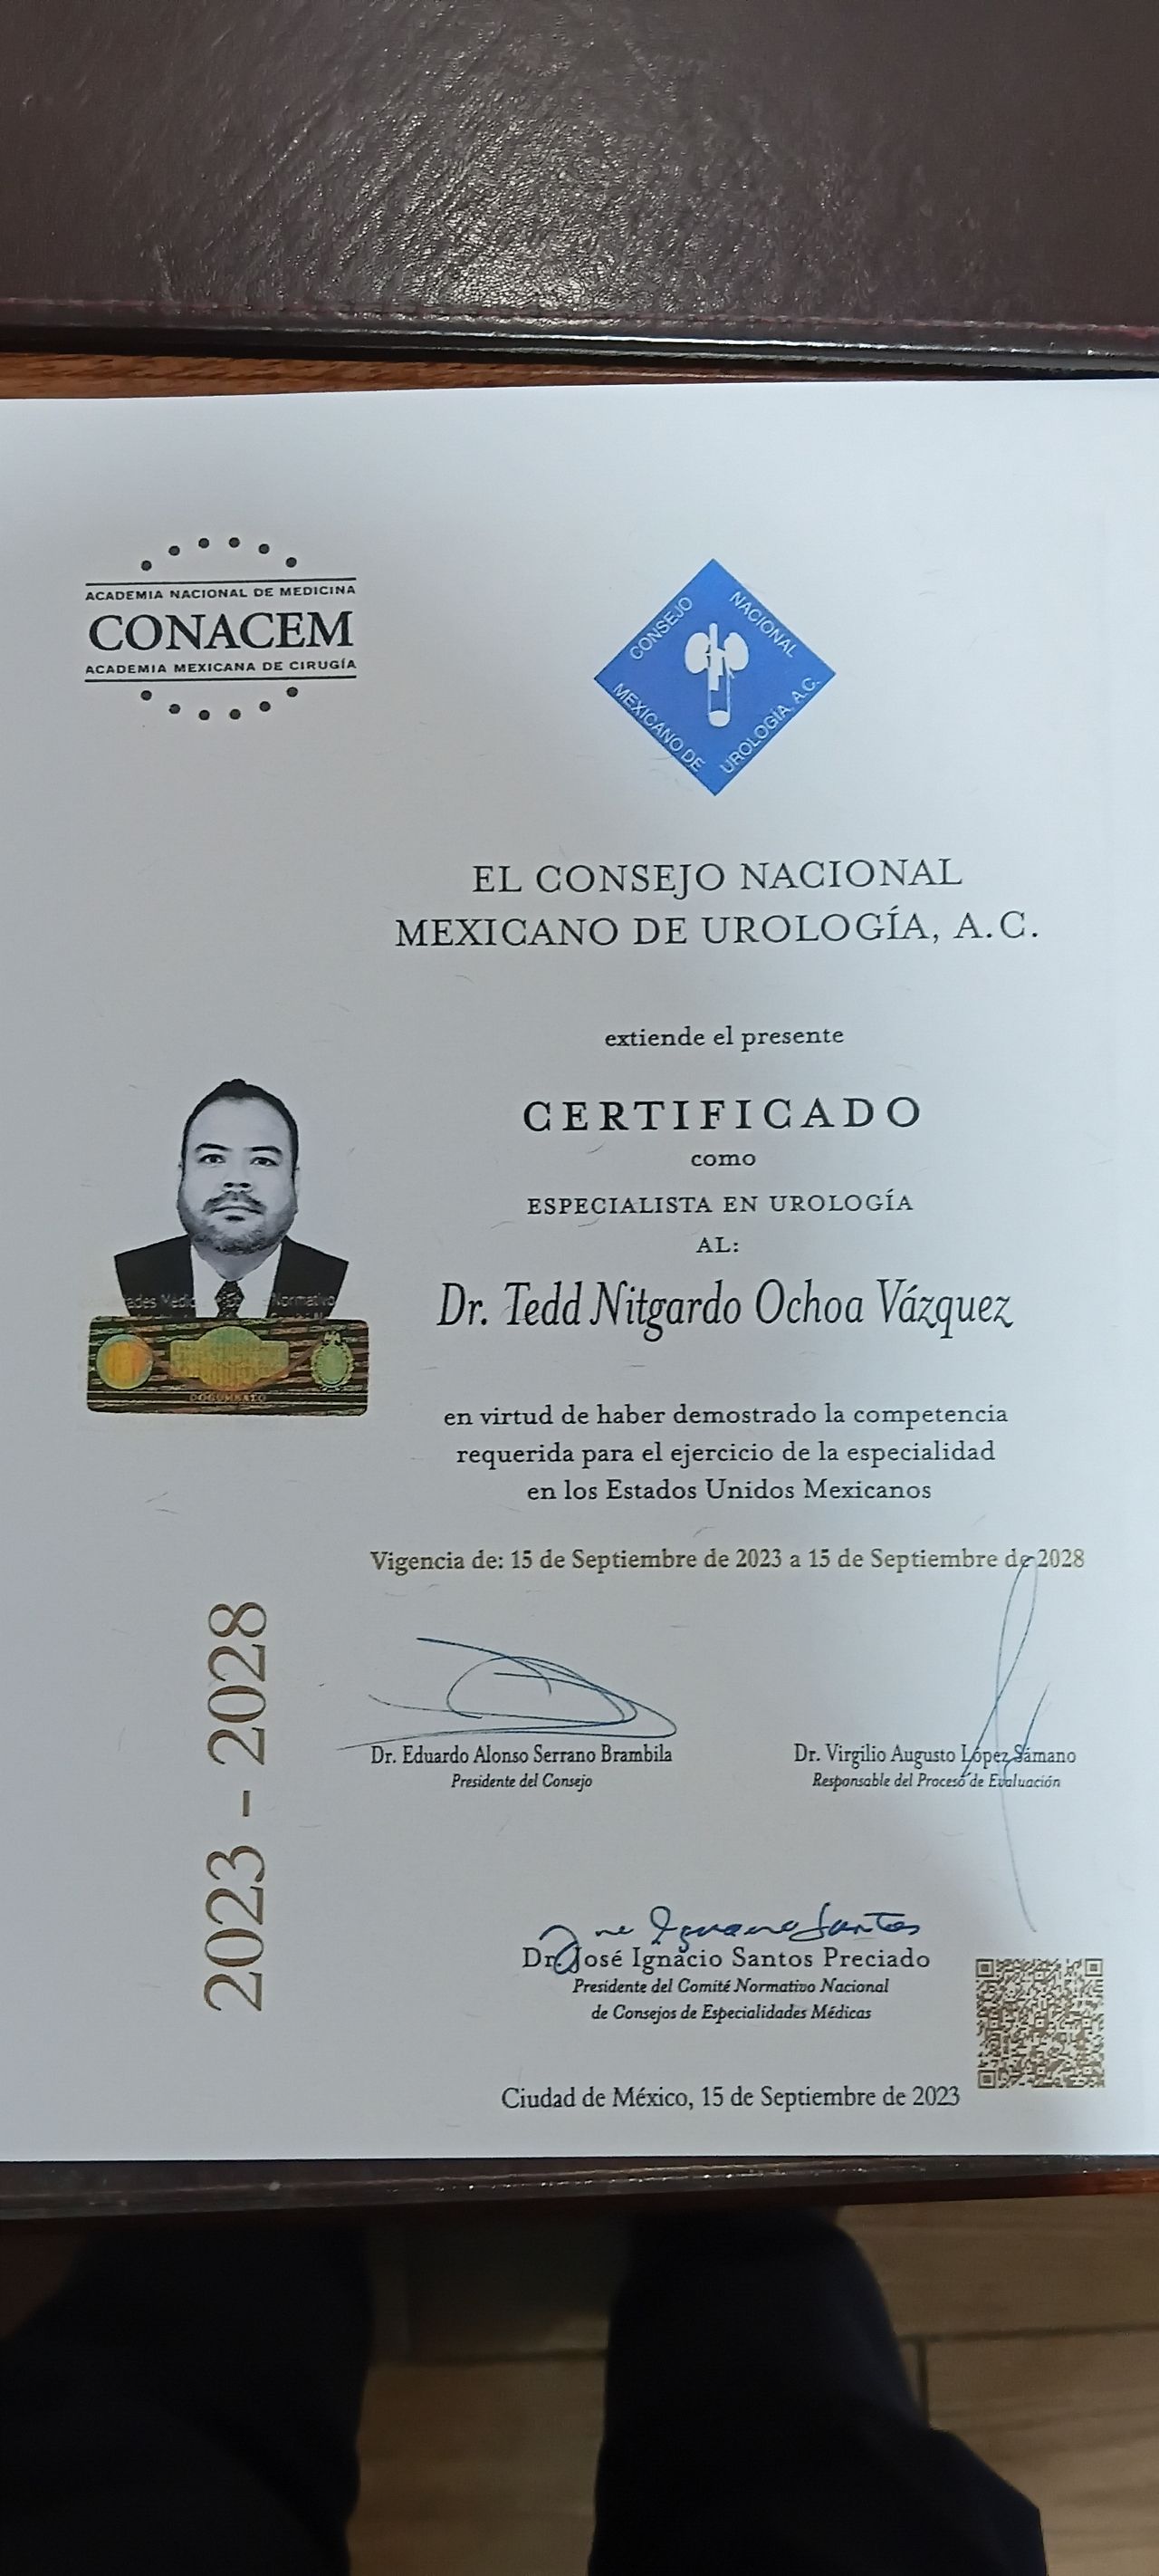 ACADEMIA NACIONAL DE MEDICINA
CONACEM
ACADEMIA MEXICANA DE CIRUGÍA
CONSEJO NACIONAL
MEXICANO DE UROLOGÍA, A.C.
EL CONSEJO NACIONAL
MEXICANO DE UROLOGÍA, A.C.
extiende el presente
CERTIFICADO
como
ESPECIALISTA EN UROLOGÍA
AL:
Dr. Tedd Nitgardo Ochoa Vázquez
Normativo
en virtud de haber demostrado la competencia
requerida para el ejercicio de la especialidad
en los Estados Unidos Mexicanos
Vigencia de: 15 de Septiembre de 2023 a 15 de Septiembre de 2028
2023 - 2028
Dr. Eduardo Alonso Serrano Brambila
Presidente del Consejo
Dr. Virgilio Augusto López Sámano
Responsable del Proceso de Evaluación
Jose Ignacio Santos
Dr. José Ignacio Santos Preciado
Presidente del Comité Normativo Nacional
de Consejos de Especialidades Médicas
Ciudad de México, 15 de Septiembre de 2023